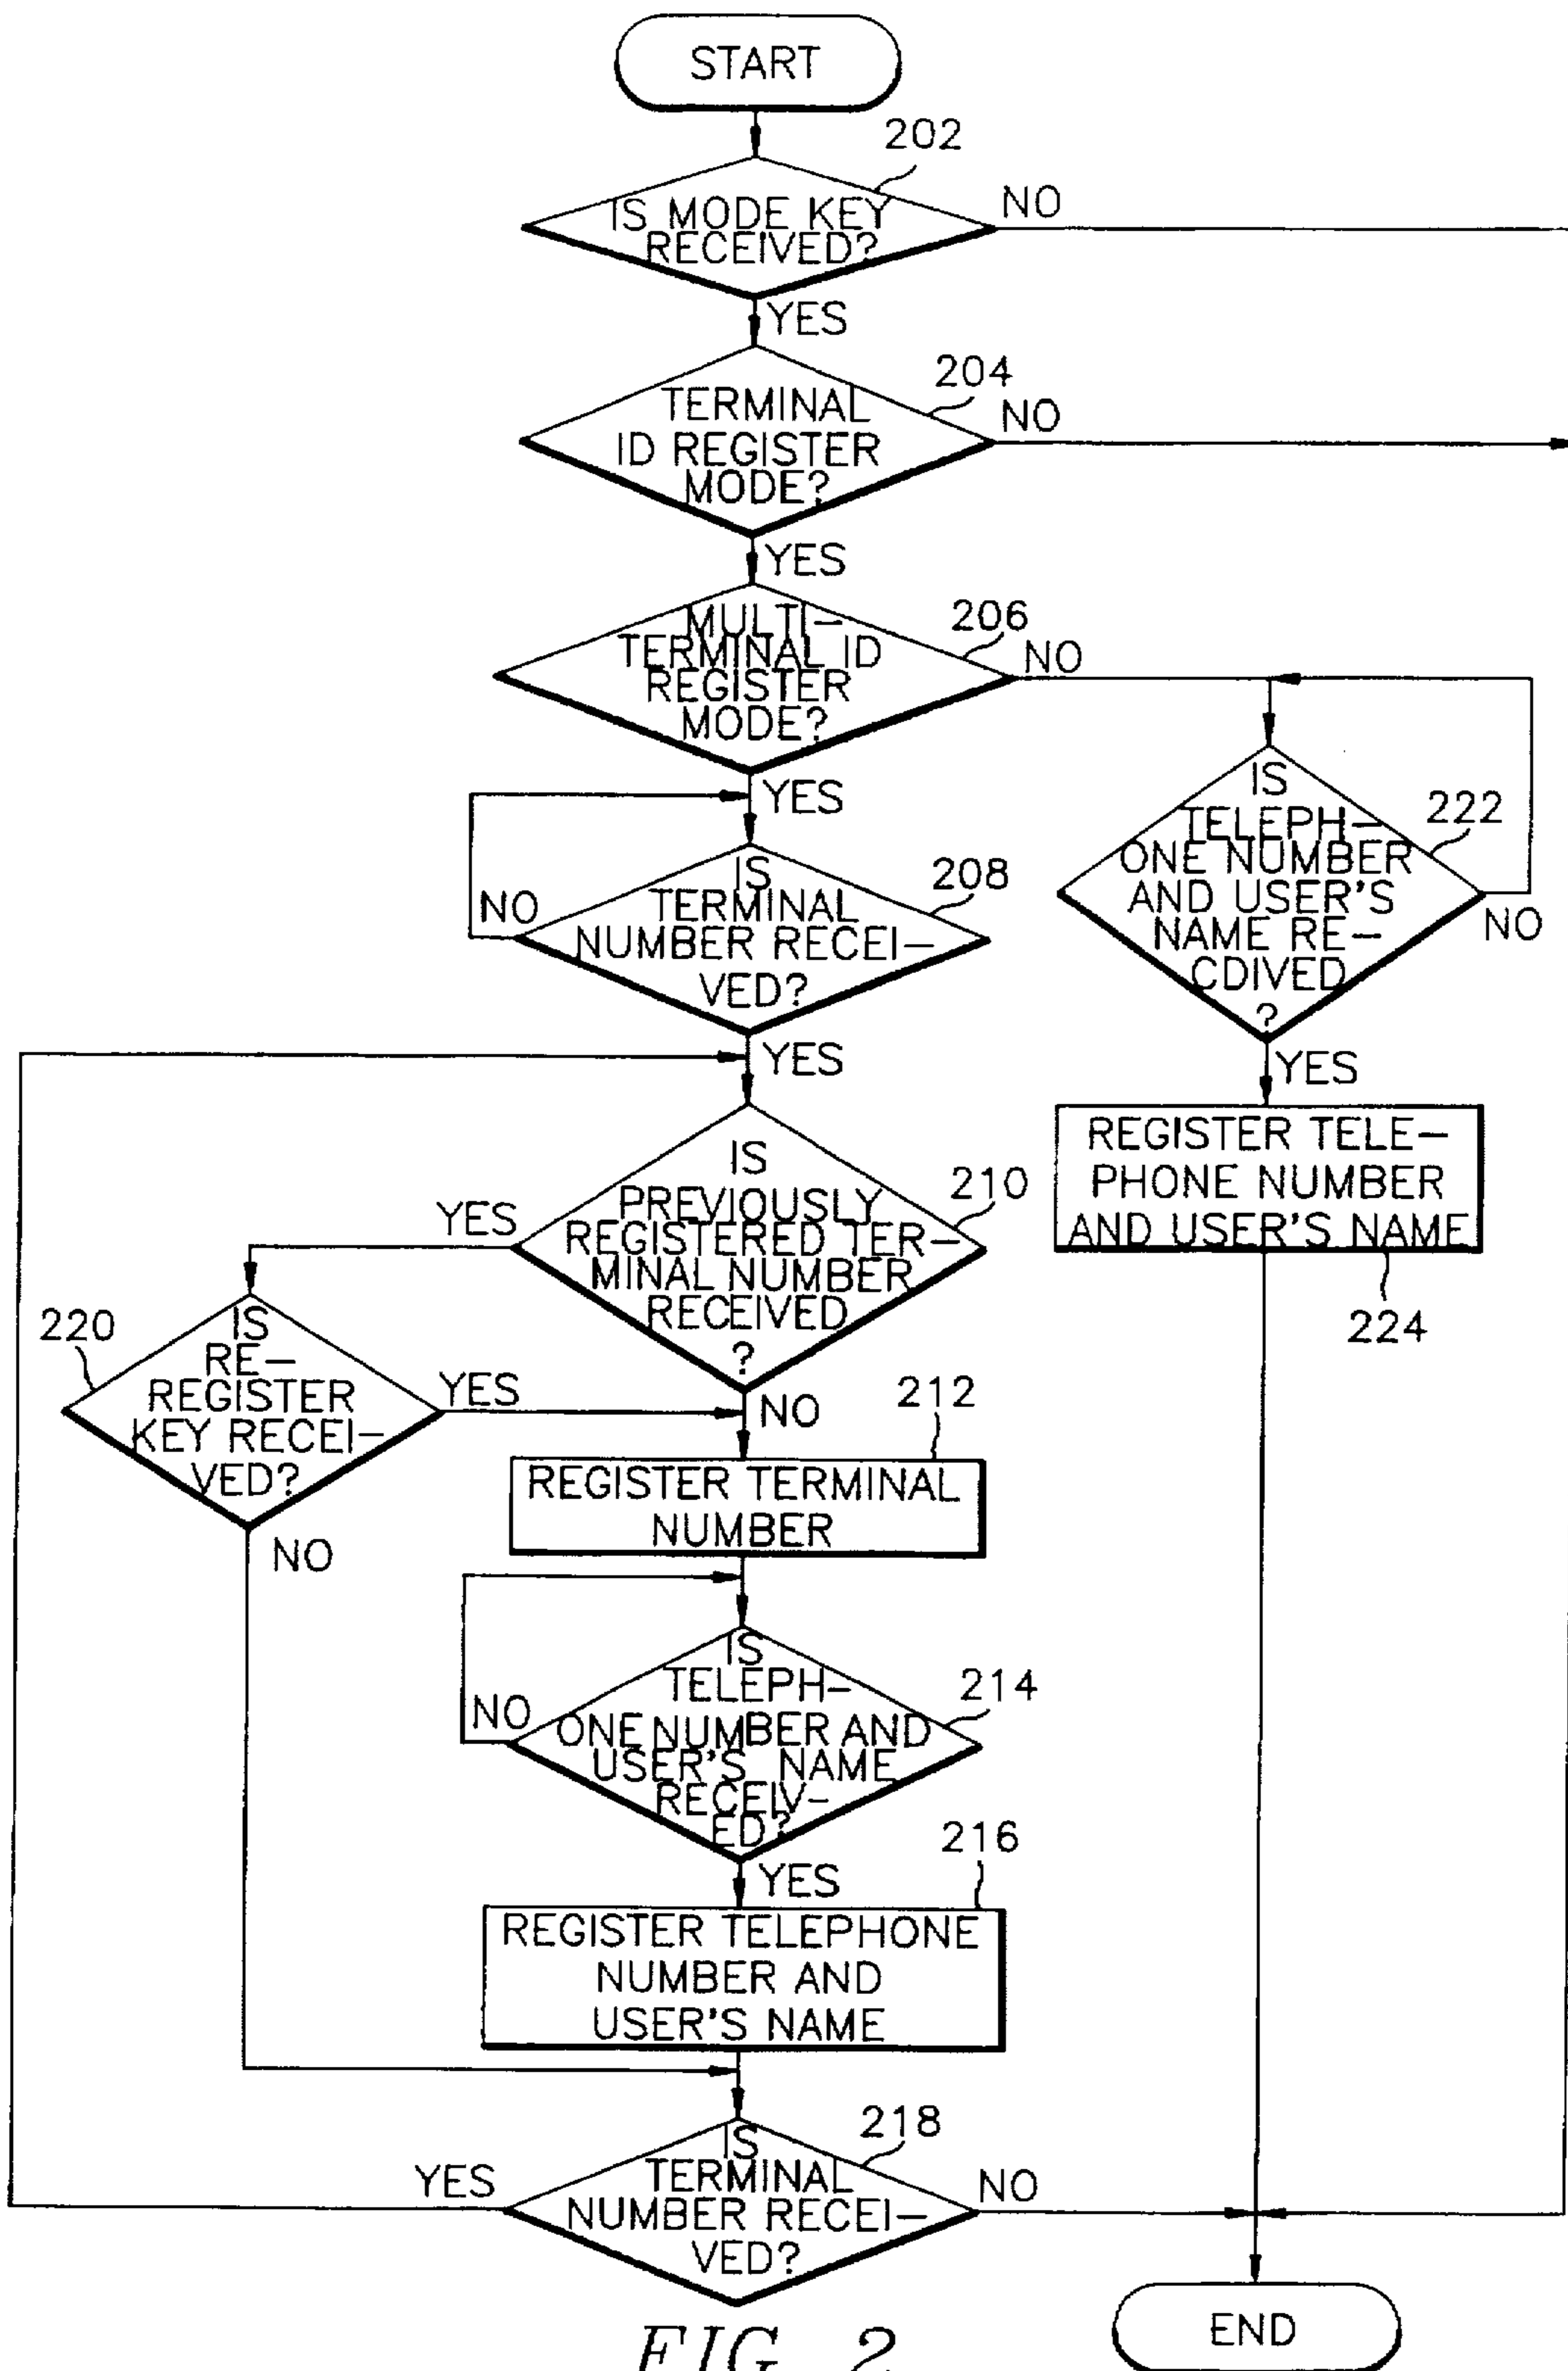 START
202
IS MODE KEY
RECEIVED?
NO
YES
204
TERMINAL
ID REGISTER
MODE?
NO
YES
206
MULTI-
TERMINAL ID
REGISTER
MODE?
NO
YES
208
IS
TERMINAL
NUMBER RECEI-
VED?
NO
YES
222
IS
TELEPH-
ONE NUMBER
AND USER'S
NAME RE-
CDIVED
?
NO
YES
REGISTER TELE-
PHONE NUMBER
AND USER'S NAME
224
210
IS
PREVIOUSLY
REGISTERED TER-
MINAL NUMBER
RECEIVED
?
YES
NO
220
IS
RE-
REGISTER
KEY RECEI-
VED?
YES
NO
212
REGISTER TERMINAL
NUMBER
214
IS
TELEPH-
ONE NUMBER AND
USER'S NAME
RECEIV-
ED?
NO
YES
216
REGISTER TELEPHONE
NUMBER AND
USER'S NAME
218
IS
TERMINAL
NUMBER RECEI-
VED?
YES
NO
END
FIG. 2